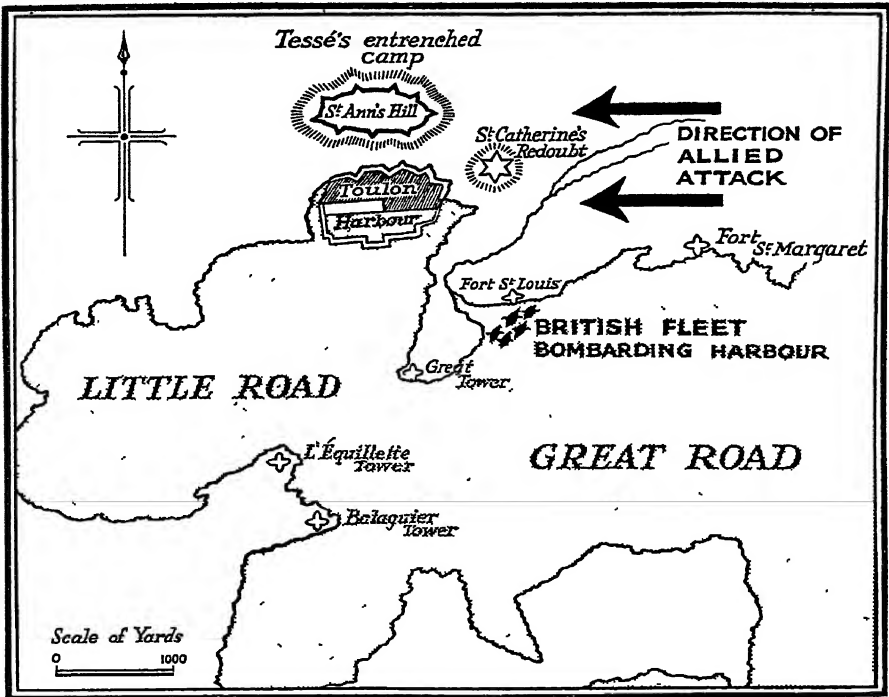 Tessé's entrenched
camp
St Ann's Hill
St Catherine's
Redoubt
DIRECTION OF
ALLIED
ATTACK
Toulon
Harbour
Fort
St Margaret
Fort St Louis
BRITISH FLEET
BOMBARDING HARBOUR
Great
Tower
LITTLE ROAD
GREAT ROAD
L'Équillette
Tower
Balaguier
Tower
Scale of Yards
0 1000